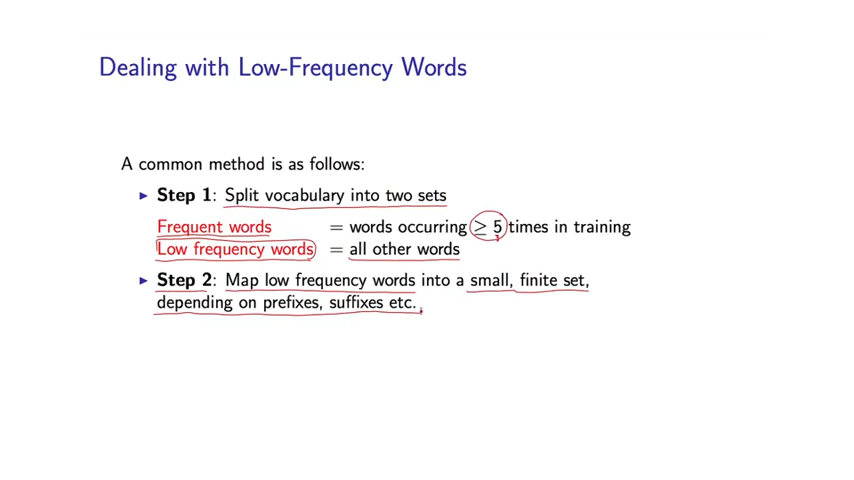 Dealing with Low-Frequency Words
A common method is as follows:
▶ Step 1: Split vocabulary into two sets
Frequent words = words occurring ≥ 5 times in training
Low frequency words = all other words
▶ Step 2: Map low frequency words into a small, finite set,
depending on prefixes, suffixes etc.